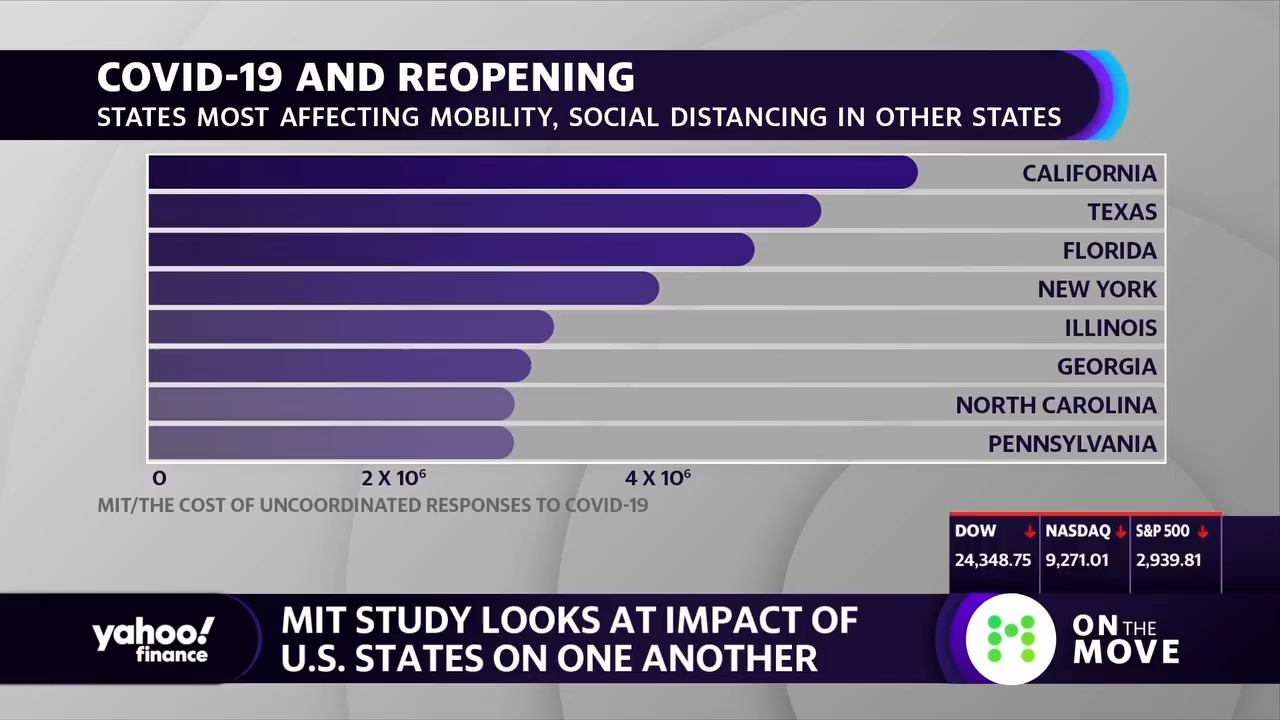 COVID-19 AND REOPENING
STATES MOST AFFECTING MOBILITY, SOCIAL DISTANCING IN OTHER STATES
CALIFORNIA
TEXAS
FLORIDA
NEW YORK
ILLINOIS
GEORGIA
NORTH CAROLINA
PENNSYLVANIA
0 2 X 10⁶ 4 X 10⁶
MIT/THE COST OF UNCOORDINATED RESPONSES TO COVID-19
DOW NASDAQ S&P 500
24,348.75 9,271.01 2,939.81
yahoo!
finance
MIT STUDY LOOKS AT IMPACT OF
U.S. STATES ON ONE ANOTHER
ON THE
MOVE